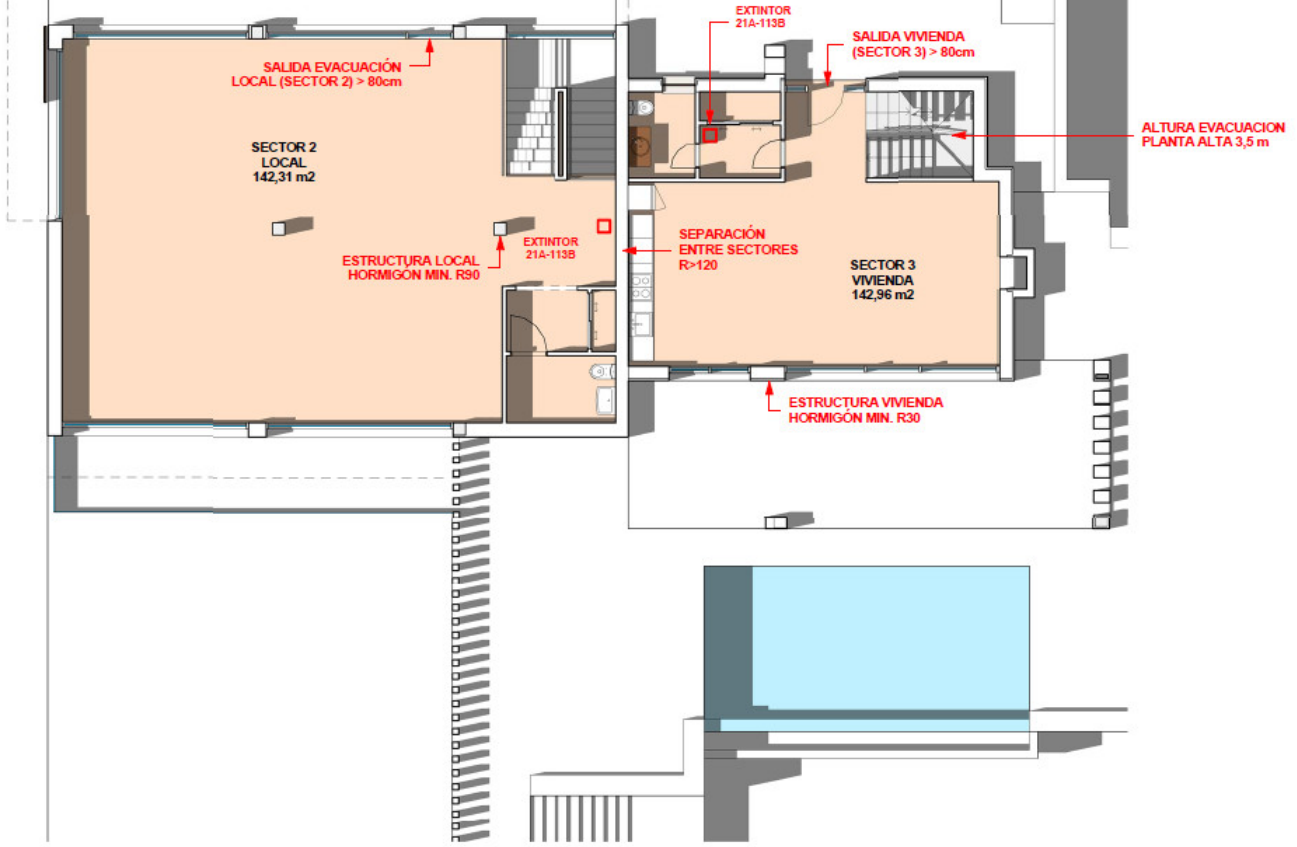 EXTINTOR
21A-113B
SALIDA VIVIENDA
(SECTOR 3) > 80cm
SALIDA EVACUACIÓN
LOCAL (SECTOR 2) > 80cm
ALTURA EVACUACION
PLANTA ALTA 3,5 m
SECTOR 2
LOCAL
142,31 m2
EXTINTOR
21A-113B
SEPARACIÓN
ENTRE SECTORES
R>120
ESTRUCTURA LOCAL
HORMIGÓN MIN. R90
SECTOR 3
VIVIENDA
142,96 m2
ESTRUCTURA VIVIENDA
HORMIGÓN MIN. R30